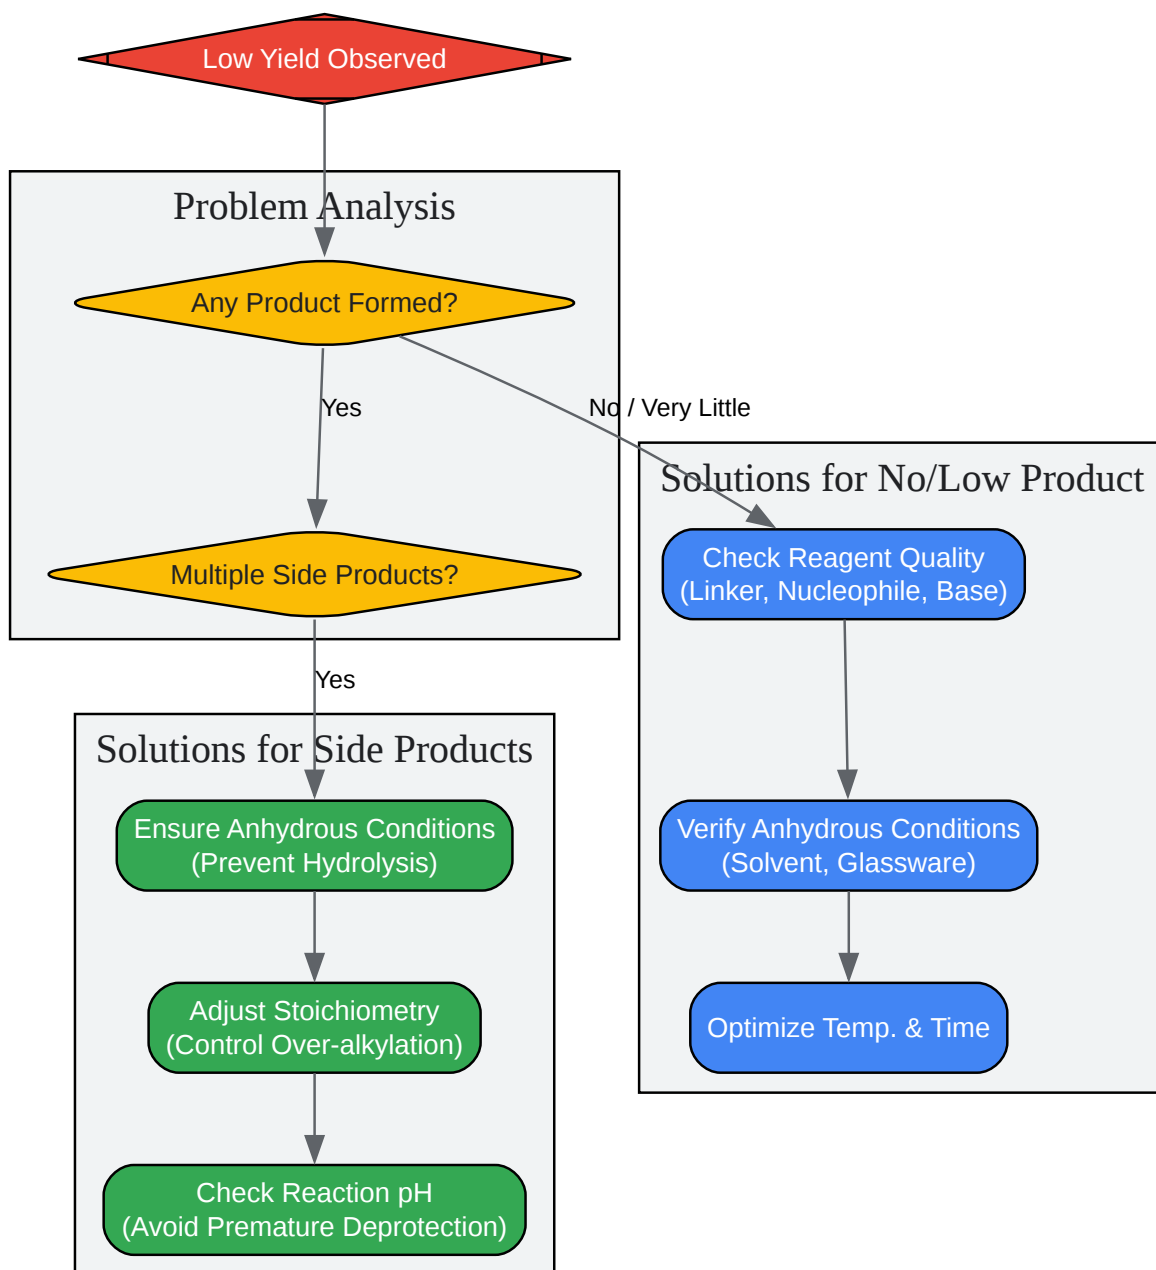 Low Yield Observed
Problem Analysis
Any Product Formed?
Yes
No / Very Little
Multiple Side Products?
Yes
Solutions for No/Low Product
Check Reagent Quality
(Linker, Nucleophile, Base)
Verify Anhydrous Conditions
(Solvent, Glassware)
Optimize Temp. & Time
Solutions for Side Products
Ensure Anhydrous Conditions
(Prevent Hydrolysis)
Adjust Stoichiometry
(Control Over-alkylation)
Check Reaction pH
(Avoid Premature Deprotection)